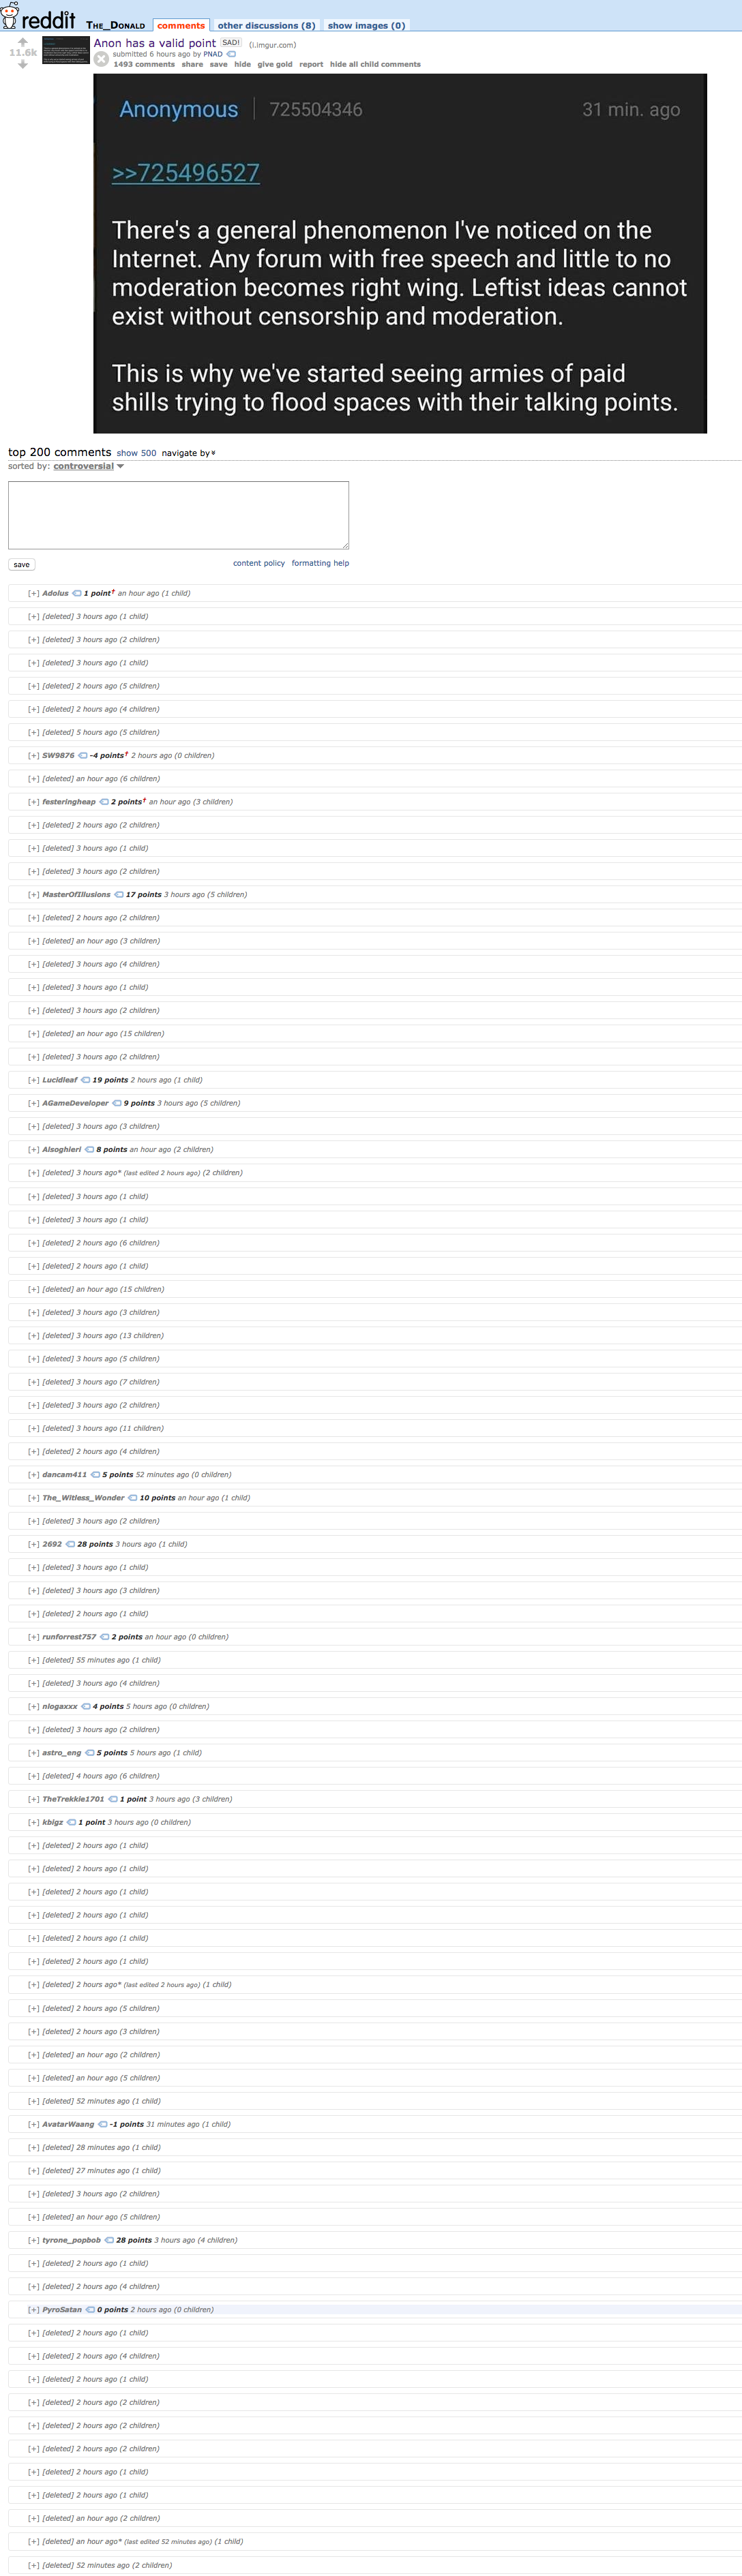 reddit THE_DONALD comments other discussions (8) show images (0)
11.6k
Anon has a valid point SAD! (i.imgur.com)
submitted 6 hours ago by PNAD
1493 comments share save hide give gold report hide all child comments
Anonymous 725504346 31 min. ago
>>725496527
There's a general phenomenon I've noticed on the
Internet. Any forum with free speech and little to no
moderation becomes right wing. Leftist ideas cannot
exist without censorship and moderation.
This is why we've started seeing armies of paid
shills trying to flood spaces with their talking points.
top 200 comments show 500 navigate by
sorted by: controversial
save content policy formatting help
[+] Adolus 1 point† an hour ago (1 child)
[+] [deleted] 3 hours ago (1 child)
[+] [deleted] 3 hours ago (2 children)
[+] [deleted] 3 hours ago (1 child)
[+] [deleted] 2 hours ago (5 children)
[+] [deleted] 2 hours ago (4 children)
[+] [deleted] 5 hours ago (5 children)
[+] SW9876 -4 points† 2 hours ago (0 children)
[+] [deleted] an hour ago (6 children)
[+] festeringheap 2 points† an hour ago (3 children)
[+] [deleted] 2 hours ago (2 children)
[+] [deleted] 3 hours ago (1 child)
[+] [deleted] 3 hours ago (2 children)
[+] MasterOfIllusions 17 points 3 hours ago (5 children)
[+] [deleted] 2 hours ago (2 children)
[+] [deleted] an hour ago (3 children)
[+] [deleted] 3 hours ago (4 children)
[+] [deleted] 3 hours ago (1 child)
[+] [deleted] 3 hours ago (2 children)
[+] [deleted] an hour ago (15 children)
[+] [deleted] 3 hours ago (2 children)
[+] Lucidleaf 19 points 2 hours ago (1 child)
[+] AGameDeveloper 9 points 3 hours ago (5 children)
[+] [deleted] 3 hours ago (3 children)
[+] Alsoghieri 8 points an hour ago (2 children)
[+] [deleted] 3 hours ago* (last edited 2 hours ago) (2 children)
[+] [deleted] 3 hours ago (1 child)
[+] [deleted] 3 hours ago (1 child)
[+] [deleted] 2 hours ago (6 children)
[+] [deleted] 2 hours ago (1 child)
[+] [deleted] an hour ago (15 children)
[+] [deleted] 3 hours ago (3 children)
[+] [deleted] 3 hours ago (13 children)
[+] [deleted] 3 hours ago (5 children)
[+] [deleted] 3 hours ago (7 children)
[+] [deleted] 3 hours ago (2 children)
[+] [deleted] 3 hours ago (11 children)
[+] [deleted] 2 hours ago (4 children)
[+] dancam411 5 points 52 minutes ago (0 children)
[+] The_Witless_Wonder 10 points an hour ago (1 child)
[+] [deleted] 3 hours ago (2 children)
[+] 2692 28 points 3 hours ago (1 child)
[+] [deleted] 3 hours ago (1 child)
[+] [deleted] 3 hours ago (3 children)
[+] [deleted] 2 hours ago (1 child)
[+] runforrest757 2 points an hour ago (0 children)
[+] [deleted] 55 minutes ago (1 child)
[+] [deleted] 3 hours ago (4 children)
[+] nlogaxxx 4 points 5 hours ago (0 children)
[+] [deleted] 3 hours ago (2 children)
[+] astro_eng 5 points 5 hours ago (1 child)
[+] [deleted] 4 hours ago (6 children)
[+] TheTrekkie1701 1 point 3 hours ago (3 children)
[+] kbigz 1 point 3 hours ago (0 children)
[+] [deleted] 2 hours ago (1 child)
[+] [deleted] 2 hours ago (1 child)
[+] [deleted] 2 hours ago (1 child)
[+] [deleted] 2 hours ago (1 child)
[+] [deleted] 2 hours ago (1 child)
[+] [deleted] 2 hours ago (1 child)
[+] [deleted] 2 hours ago* (last edited 2 hours ago) (1 child)
[+] [deleted] 2 hours ago (5 children)
[+] [deleted] 2 hours ago (3 children)
[+] [deleted] an hour ago (2 children)
[+] [deleted] an hour ago (5 children)
[+] [deleted] 52 minutes ago (1 child)
[+] AvatarWaang -1 points 31 minutes ago (1 child)
[+] [deleted] 28 minutes ago (1 child)
[+] [deleted] 27 minutes ago (1 child)
[+] [deleted] 3 hours ago (2 children)
[+] [deleted] an hour ago (5 children)
[+] tyrone_popbob 28 points 3 hours ago (4 children)
[+] [deleted] 2 hours ago (1 child)
[+] [deleted] 2 hours ago (4 children)
[+] PyroSatan 0 points 2 hours ago (0 children)
[+] [deleted] 2 hours ago (1 child)
[+] [deleted] 2 hours ago (4 children)
[+] [deleted] 2 hours ago (1 child)
[+] [deleted] 2 hours ago (2 children)
[+] [deleted] 2 hours ago (2 children)
[+] [deleted] 2 hours ago (2 children)
[+] [deleted] 2 hours ago (1 child)
[+] [deleted] 2 hours ago (1 child)
[+] [deleted] an hour ago (2 children)
[+] [deleted] an hour ago* (last edited 52 minutes ago) (1 child)
[+] [deleted] 52 minutes ago (2 children)